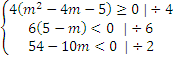 4(m² − 4m − 5) ≥ 0 | ÷ 4
6(5 − m) < 0 | ÷ 6
54 − 10m < 0 | ÷ 2